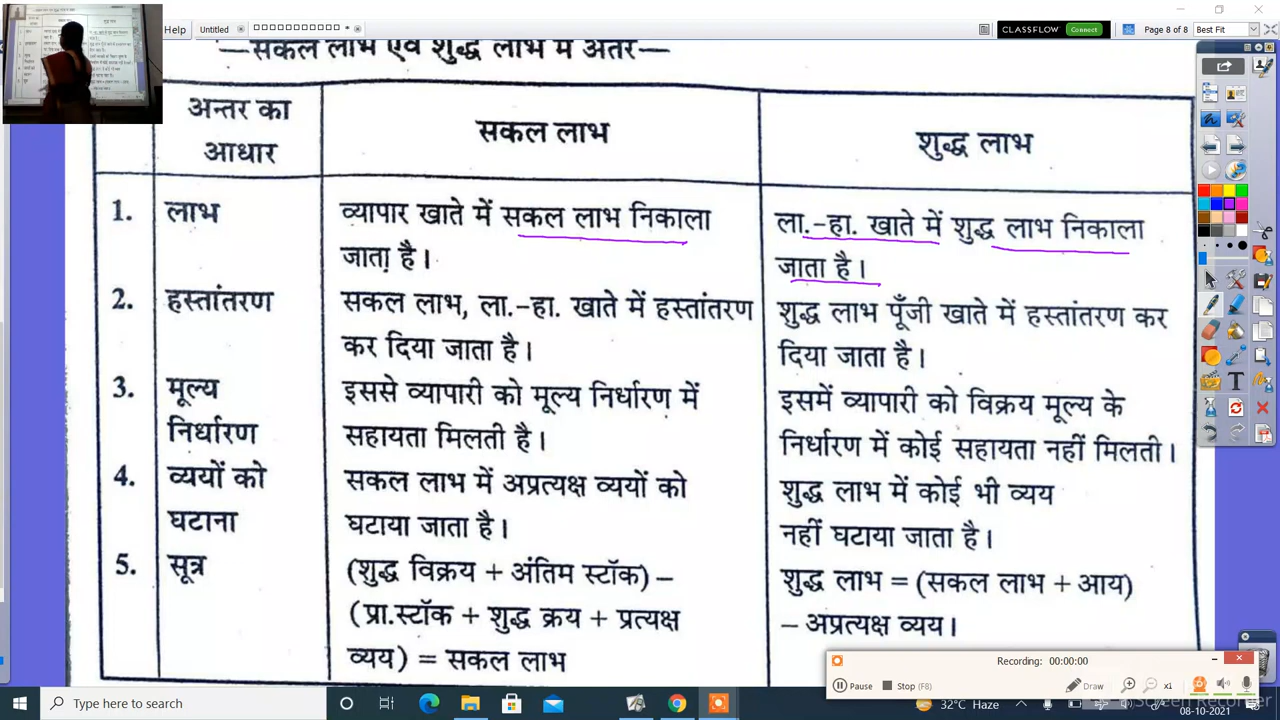 Help
Untitled
CLASSFLOW
Connect
Page 8 of 8
Best Fit
—सकल लाभ एवं शुद्ध लाभ में अंतर—
अन्तर का
आधार
सकल लाभ
शुद्ध लाभ
1.
लाभ
व्यापार खाते में सकल लाभ निकाला
जाता है।
ला.-हा. खाते में शुद्ध लाभ निकाला
जाता है।
2.
हस्तांतरण
सकल लाभ, ला.-हा. खाते में हस्तांतरण
कर दिया जाता है।
शुद्ध लाभ पूँजी खाते में हस्तांतरण कर
दिया जाता है।
3.
मूल्य
निर्धारण
इससे व्यापारी को मूल्य निर्धारण में
सहायता मिलती है।
इसमें व्यापारी को विक्रय मूल्य के
निर्धारण में कोई सहायता नहीं मिलती।
4.
व्ययों को
घटाना
सकल लाभ में अप्रत्यक्ष व्ययों को
घटाया जाता है।
शुद्ध लाभ में कोई भी व्यय
नहीं घटाया जाता है।
5.
सूत्र
(शुद्ध विक्रय + अंतिम स्टॉक) –
(प्रा.स्टॉक + शुद्ध क्रय + प्रत्यक्ष
व्यय) = सकल लाभ
शुद्ध लाभ = (सकल लाभ + आय)
– अप्रत्यक्ष व्यय।
Recording: 00:00:00
Pause
Stop (F8)
Draw
x1
Type here to search
32°C Haze
08-10-2021